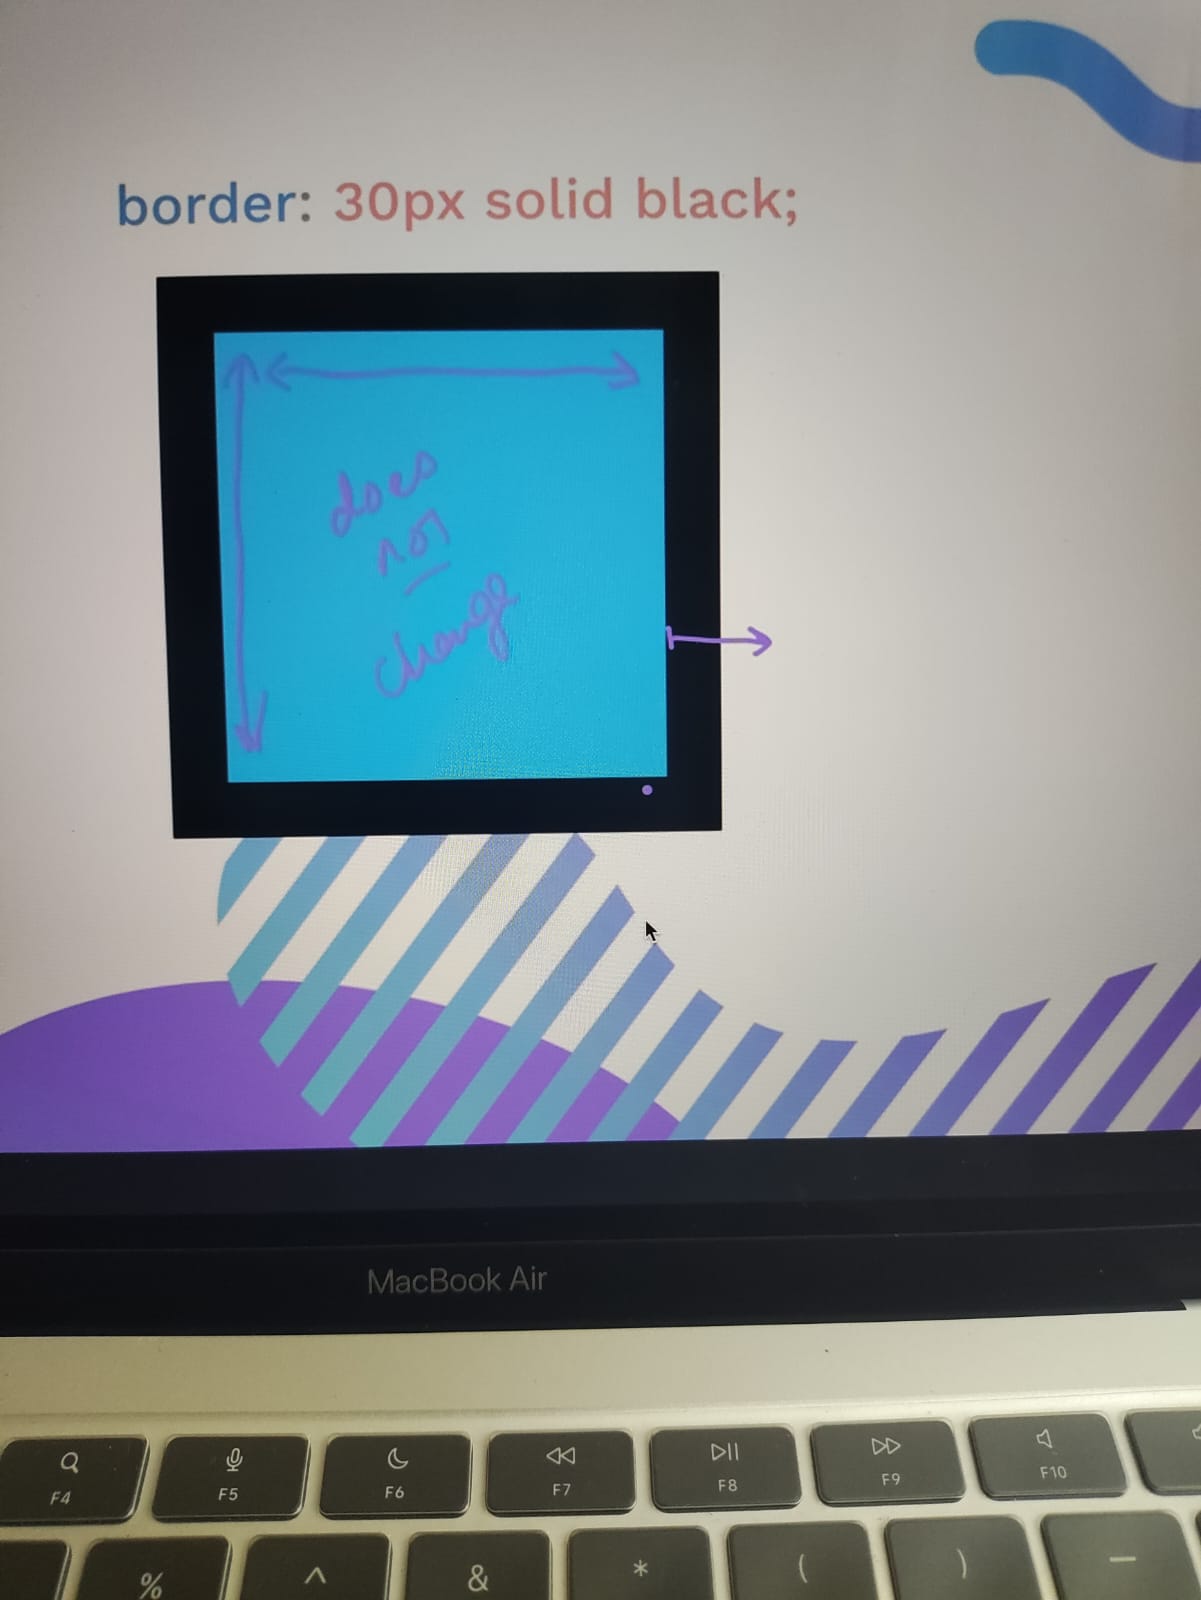 border: 30px solid black;
does
not
change
MacBook Air
F4
F5
F6
F7
F8
F9
F10
% ^ & * ( ) –